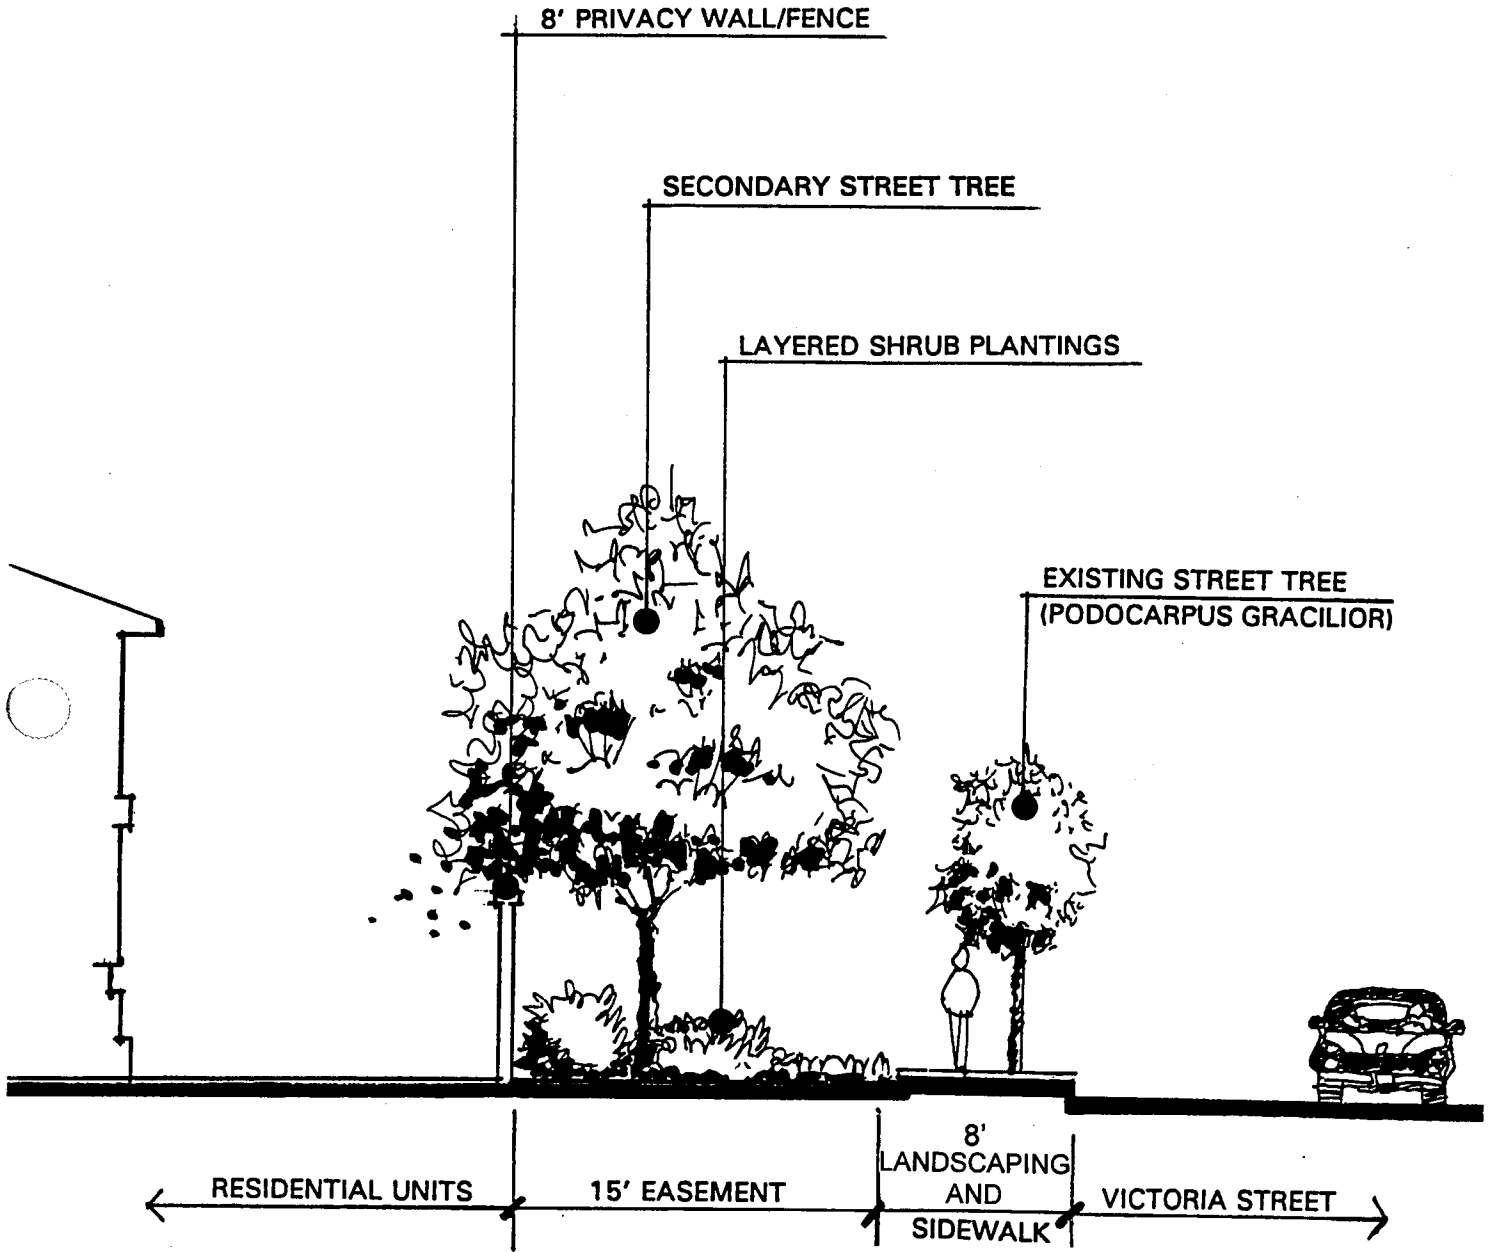 8' PRIVACY WALL/FENCE
SECONDARY STREET TREE
LAYERED SHRUB PLANTINGS
EXISTING STREET TREE
(PODOCARPUS GRACILIOR)
8'
LANDSCAPING
AND
SIDEWALK
RESIDENTIAL UNITS
15' EASEMENT
VICTORIA STREET